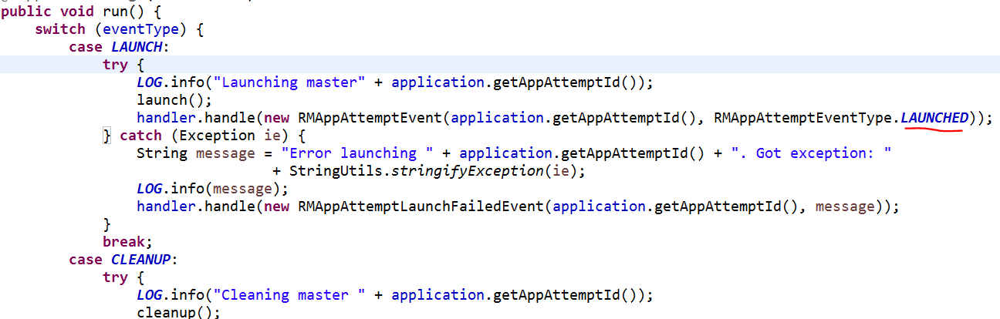 public void run() {
switch (eventType) {
case LAUNCH:
try {
LOG.info("Launching master" + application.getAppAttemptId());
launch();
handler.handle(new RMAppAttemptEvent(application.getAppAttemptId(), RMAppAttemptEventType.LAUNCHED));
} catch (Exception ie) {
String message = "Error launching " + application.getAppAttemptId() + ". Got exception: "
+ StringUtils.stringifyException(ie);
LOG.info(message);
handler.handle(new RMAppAttemptLaunchFailedEvent(application.getAppAttemptId(), message));
}
break;
case CLEANUP:
try {
LOG.info("Cleaning master " + application.getAppAttemptId());
cleanup();